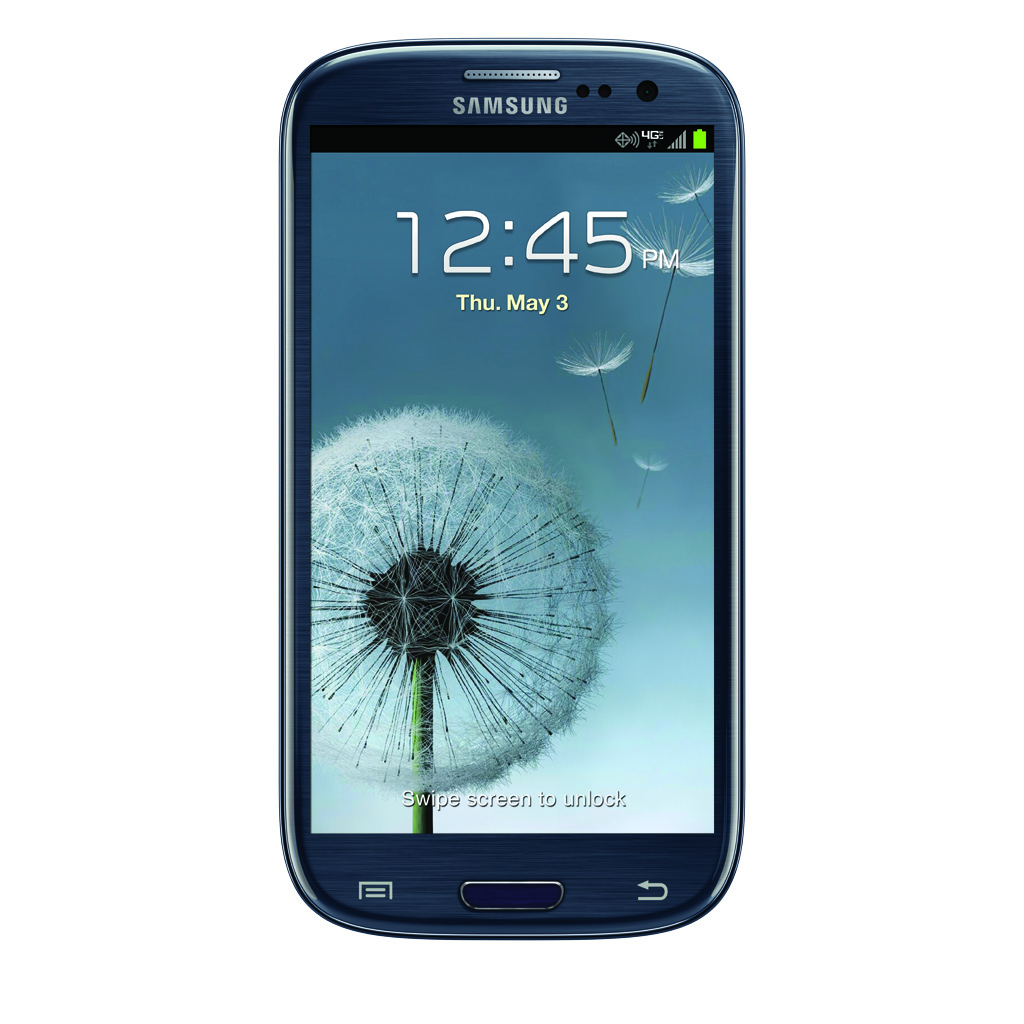 SAMSUNG
4G
12:45 PM
Thu. May 3
Swipe screen to unlock